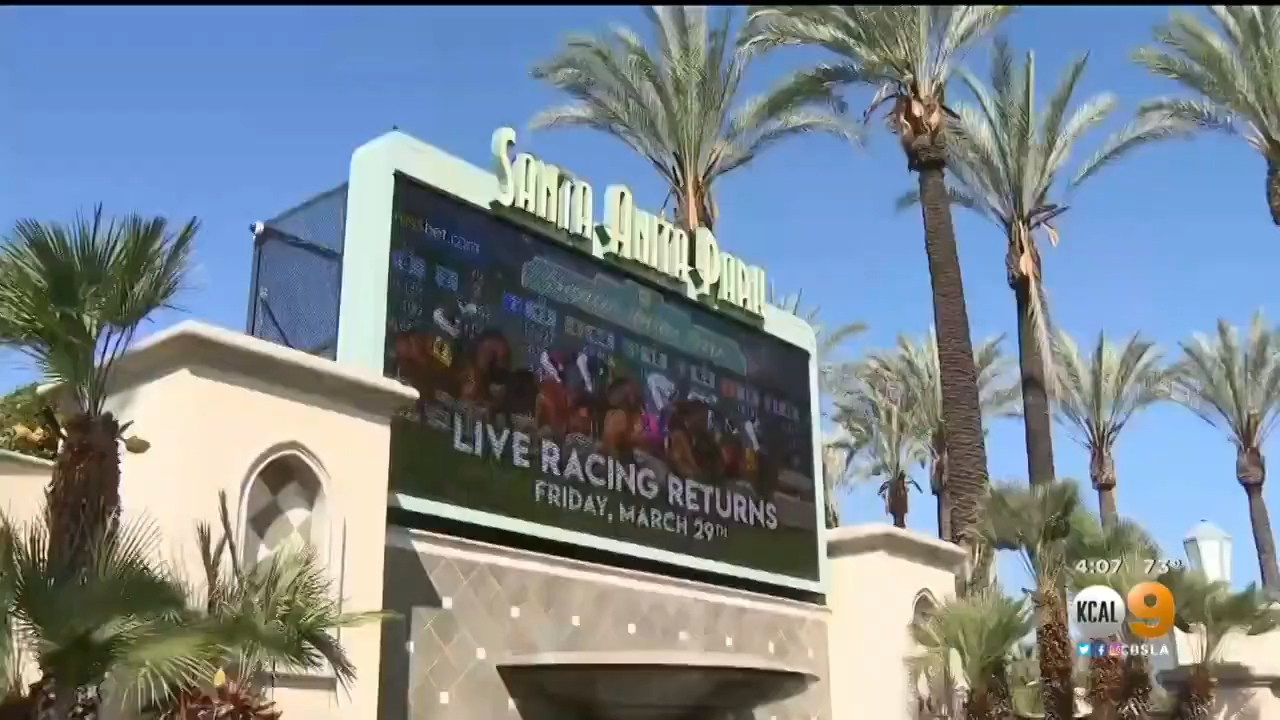 SANTA ANITA PARK
LIVE RACING RETURNS
FRIDAY, MARCH 29TH
4:07 73°
KCAL 9
CBSLA